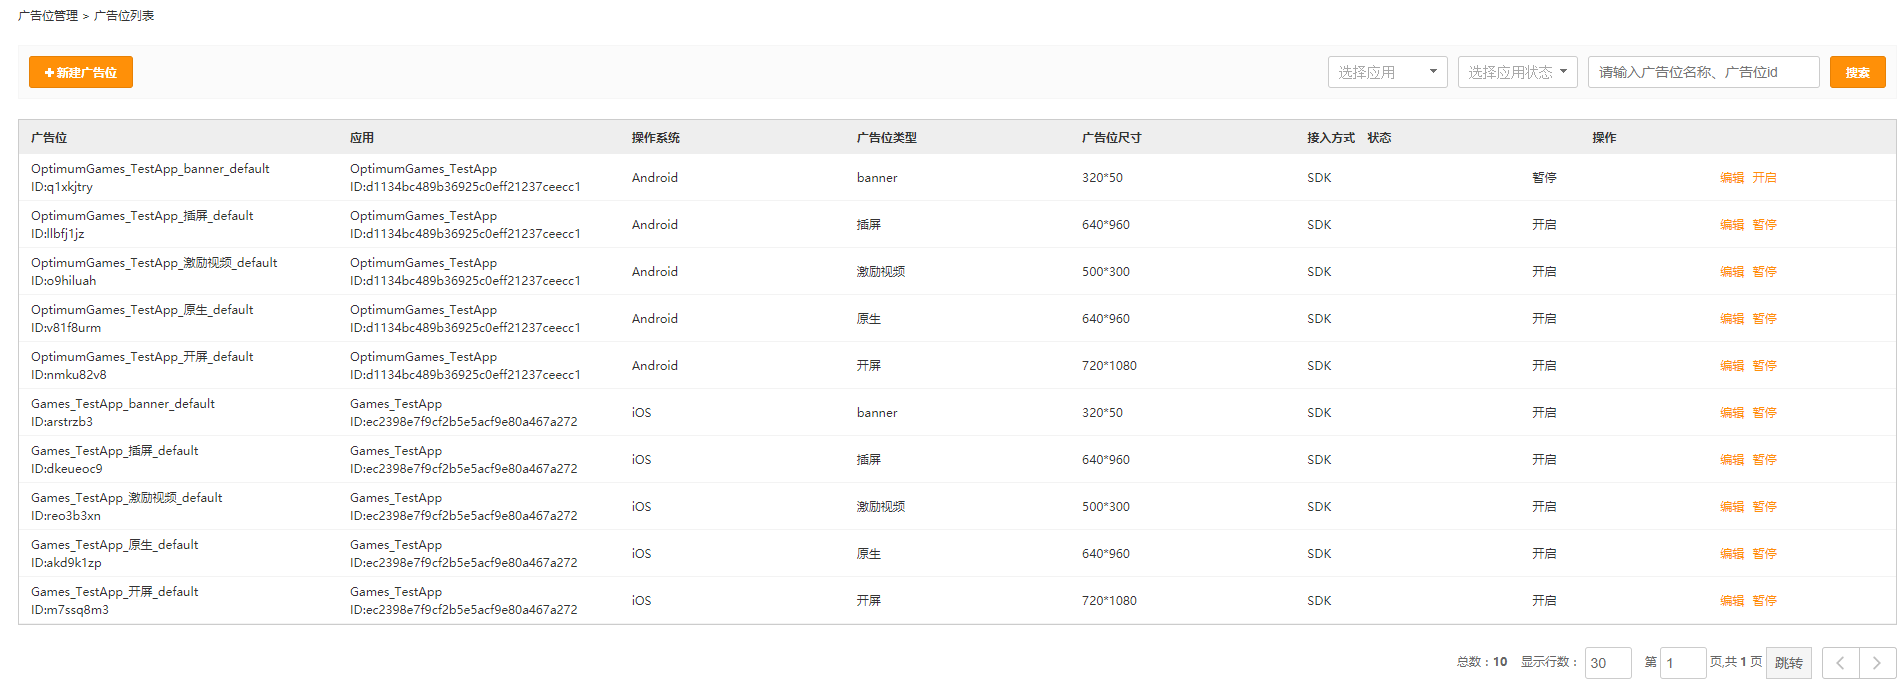 广告位管理 > 广告位列表
新建广告位 选择应用 选择应用状态 请输入广告位名称、广告位id 搜索
广告位 应用 操作系统 广告位类型 广告位尺寸 接入方式 状态 操作
OptimumGames_TestApp_banner_default OptimumGames_TestApp
ID:q1xkjtry ID:d1134bc489b36925c0eff21237ceecc1 Android banner 320*50 SDK 暂停 编辑 开启
OptimumGames_TestApp_插屏_default OptimumGames_TestApp
ID:llbfj1jz ID:d1134bc489b36925c0eff21237ceecc1 Android 插屏 640*960 SDK 开启 编辑 暂停
OptimumGames_TestApp_激励视频_default OptimumGames_TestApp
ID:o9hiluah ID:d1134bc489b36925c0eff21237ceecc1 Android 激励视频 500*300 SDK 开启 编辑 暂停
OptimumGames_TestApp_原生_default OptimumGames_TestApp
ID:v81f8urm ID:d1134bc489b36925c0eff21237ceecc1 Android 原生 640*960 SDK 开启 编辑 暂停
OptimumGames_TestApp_开屏_default OptimumGames_TestApp
ID:nmku82v8 ID:d1134bc489b36925c0eff21237ceecc1 Android 开屏 720*1080 SDK 开启 编辑 暂停
Games_TestApp_banner_default Games_TestApp
ID:arstrzb3 ID:ec2398e7f9cf2b5e5acf9e80a467a272 iOS banner 320*50 SDK 开启 编辑 暂停
Games_TestApp_插屏_default Games_TestApp
ID:dkeueoc9 ID:ec2398e7f9cf2b5e5acf9e80a467a272 iOS 插屏 640*960 SDK 开启 编辑 暂停
Games_TestApp_激励视频_default Games_TestApp
ID:reo3b3xn ID:ec2398e7f9cf2b5e5acf9e80a467a272 iOS 激励视频 500*300 SDK 开启 编辑 暂停
Games_TestApp_原生_default Games_TestApp
ID:akd9k1zp ID:ec2398e7f9cf2b5e5acf9e80a467a272 iOS 原生 640*960 SDK 开启 编辑 暂停
Games_TestApp_开屏_default Games_TestApp
ID:m7ssq8m3 ID:ec2398e7f9cf2b5e5acf9e80a467a272 iOS 开屏 720*1080 SDK 开启 编辑 暂停
总数：10 显示行数： 30 第 1 页,共 1 页 跳转